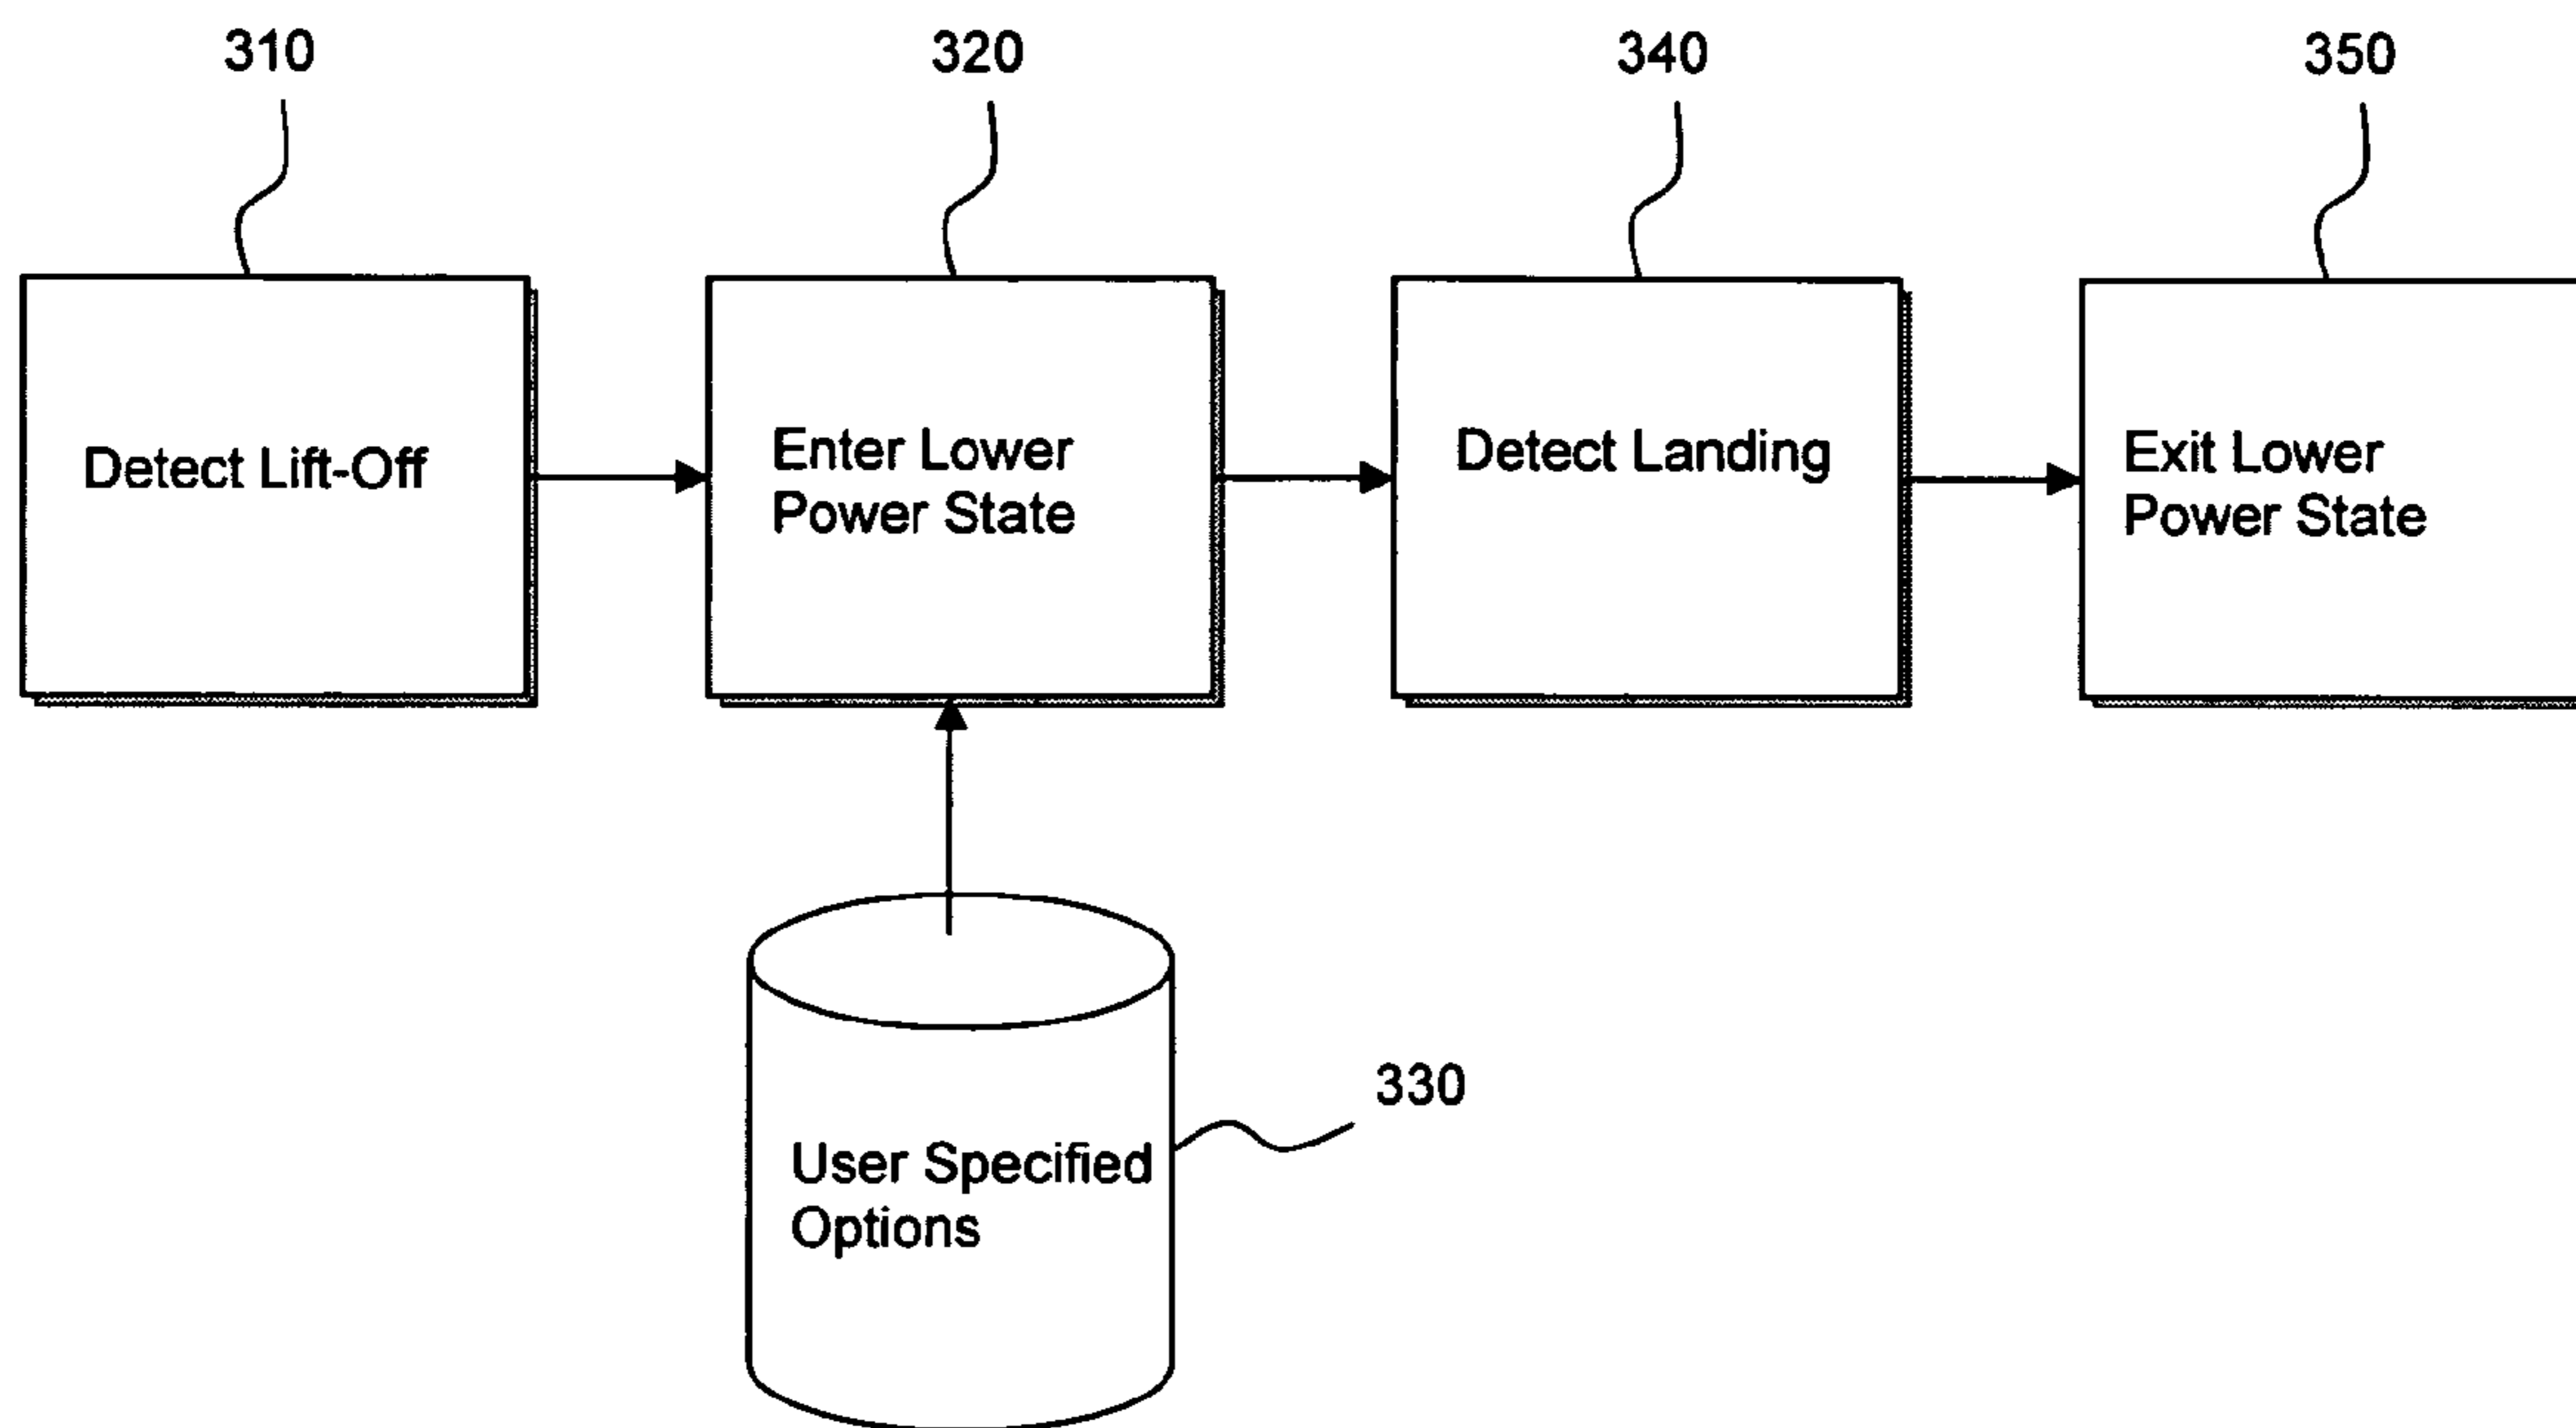 310
320
340
350
Detect Lift-Off
Enter Lower
Power State
Detect Landing
Exit Lower
Power State
330
User Specified
Options